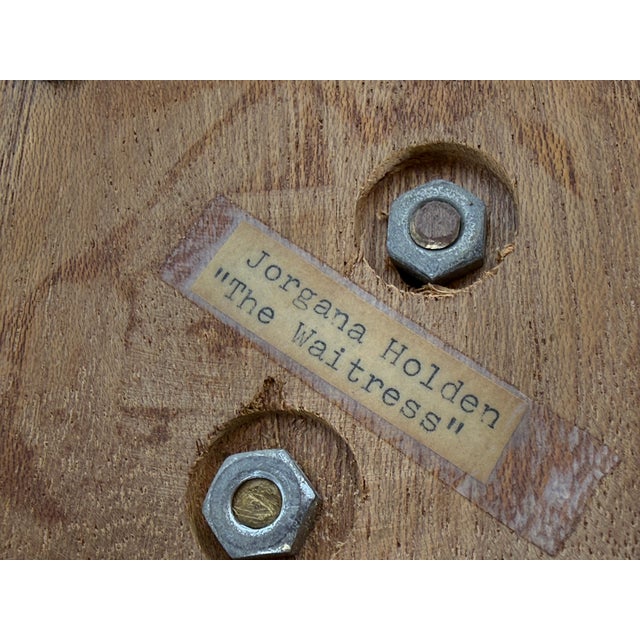 Jorgana Holden
"The Waitress"